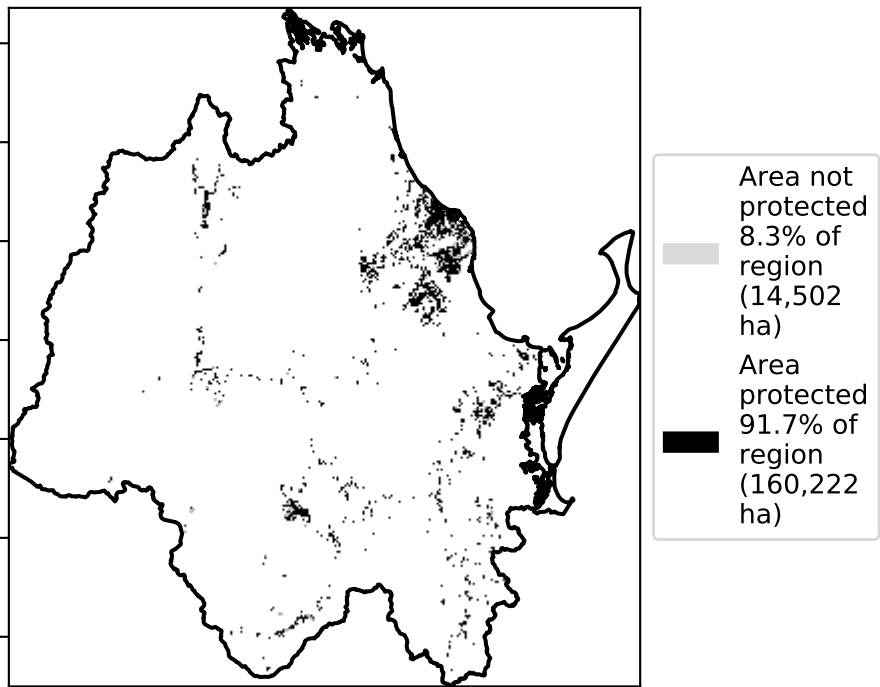 Area not
protected
8.3% of
region
(14,502
ha)
Area
protected
91.7% of
region
(160,222
ha)